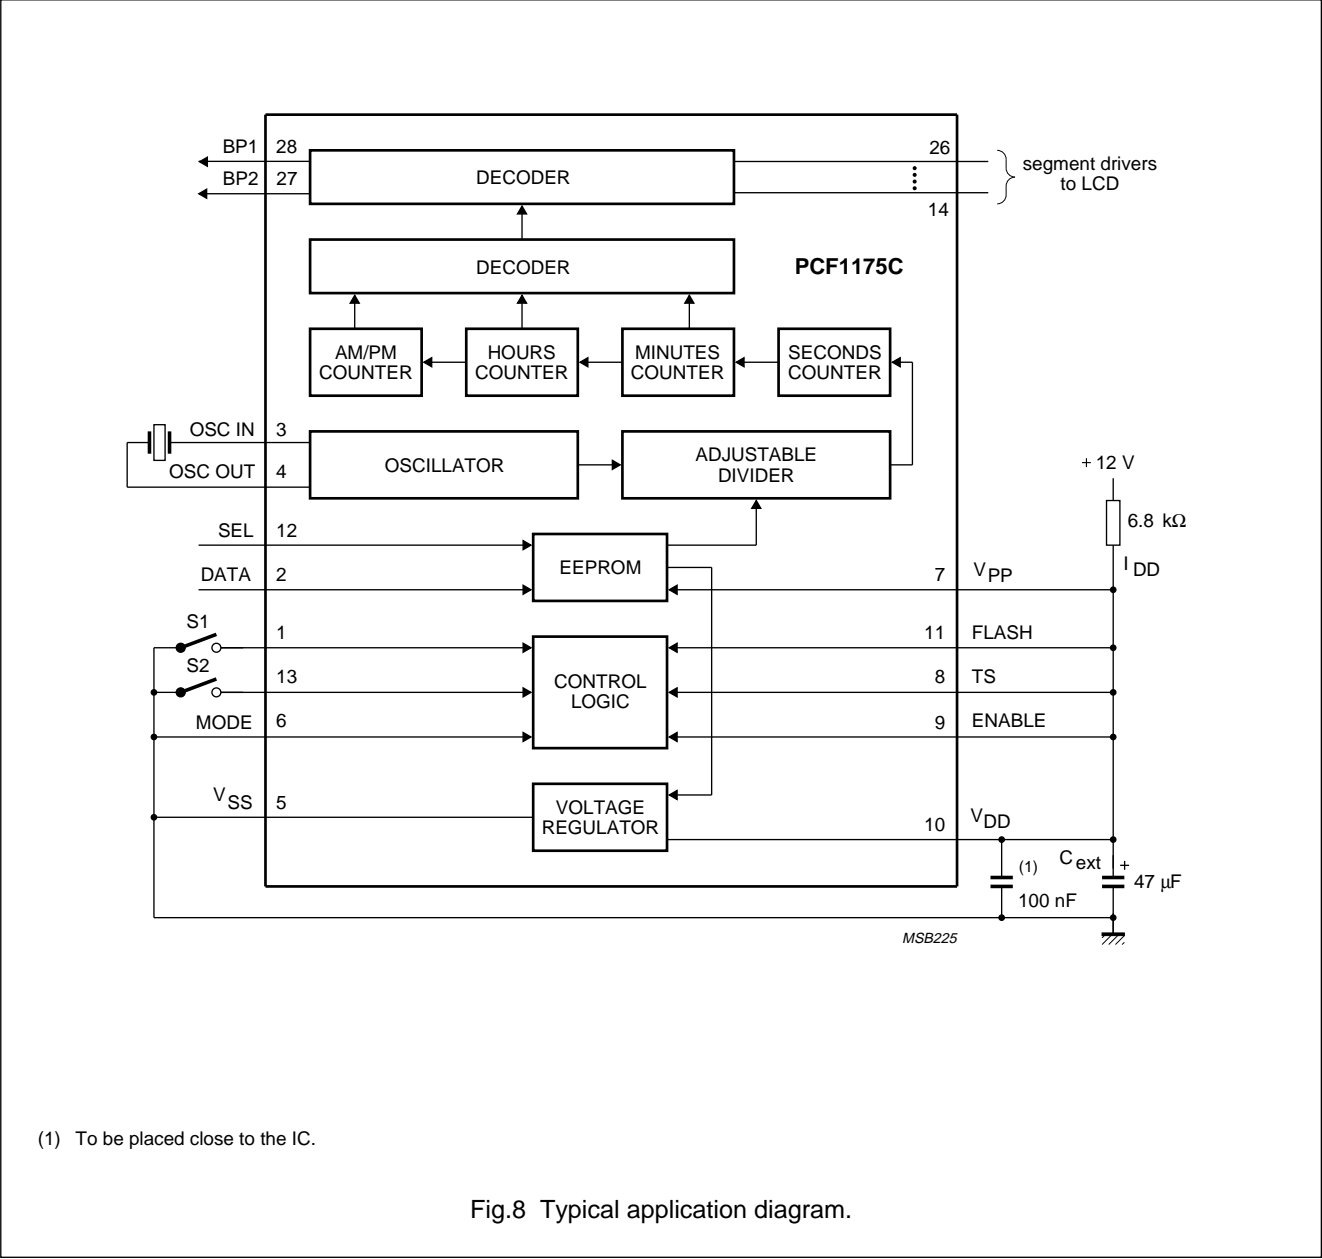 BP1 28
BP2 27
DECODER
26
14
segment drivers
to LCD
DECODER
PCF1175C
AM/PM
COUNTER
HOURS
COUNTER
MINUTES
COUNTER
SECONDS
COUNTER
OSC IN 3
OSC OUT 4
OSCILLATOR
ADJUSTABLE
DIVIDER
+ 12 V
6.8 kΩ
I DD
SEL 12
DATA 2
EEPROM
7 VPP
S1 1
S2 13
MODE 6
CONTROL
LOGIC
11 FLASH
8 TS
9 ENABLE
VSS 5
VOLTAGE
REGULATOR
10 VDD
(1)
100 nF
Cext +
47 µF
MSB225
(1) To be placed close to the IC.
Fig.8 Typical application diagram.